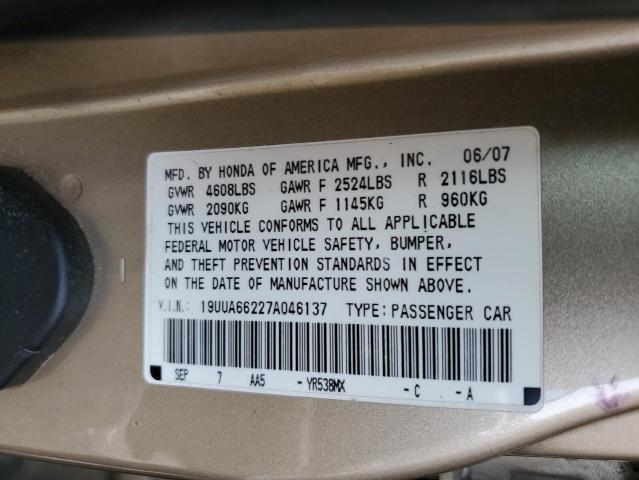 MFD. BY HONDA OF AMERICA MFG., INC. 06/07
GVWR 4608LBS GAWR F 2524LBS R 2116LBS
GVWR 2090KG GAWR F 1145KG R 960KG
THIS VEHICLE CONFORMS TO ALL APPLICABLE
FEDERAL MOTOR VEHICLE SAFETY, BUMPER,
AND THEFT PREVENTION STANDARDS IN EFFECT
ON THE DATE OF MANUFACTURE SHOWN ABOVE.
V.I.N.: 19UUA66227A046137 TYPE: PASSENGER CAR
SEP 7 AA5 - YR538MX - C - A